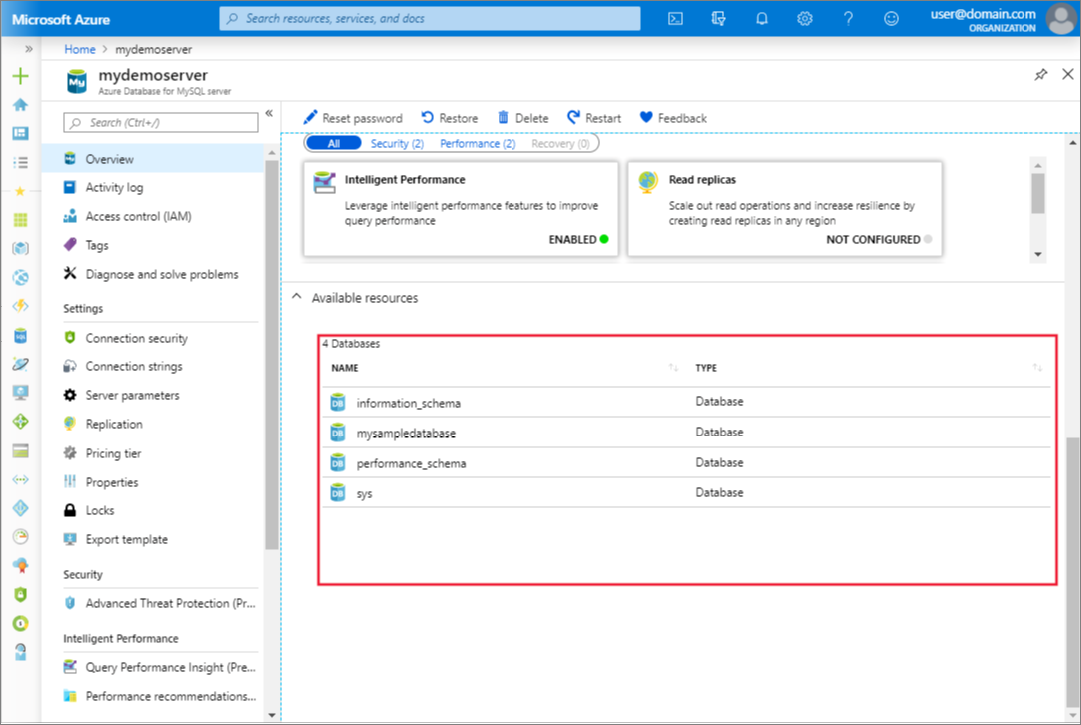 Microsoft Azure
Search resources, services, and docs
user@domain.com
ORGANIZATION
Home > mydemoserver
mydemoserver
Azure Database for MySQL server
Search (Ctrl+/)
Overview
Activity log
Access control (IAM)
Tags
Diagnose and solve problems
Settings
Connection security
Connection strings
Server parameters
Replication
Pricing tier
Properties
Locks
Export template
Security
Advanced Threat Protection (Pr...
Intelligent Performance
Query Performance Insight (Pre...
Performance recommendations...
Reset password Restore Delete Restart Feedback
All Security (2) Performance (2) Recovery (0)
Intelligent Performance
Leverage intelligent performance features to improve
query performance
ENABLED
Read replicas
Scale out read operations and increase resilience by
creating read replicas in any region
NOT CONFIGURED
Available resources
4 Databases
NAME TYPE
information_schema Database
mysampledatabase Database
performance_schema Database
sys Database